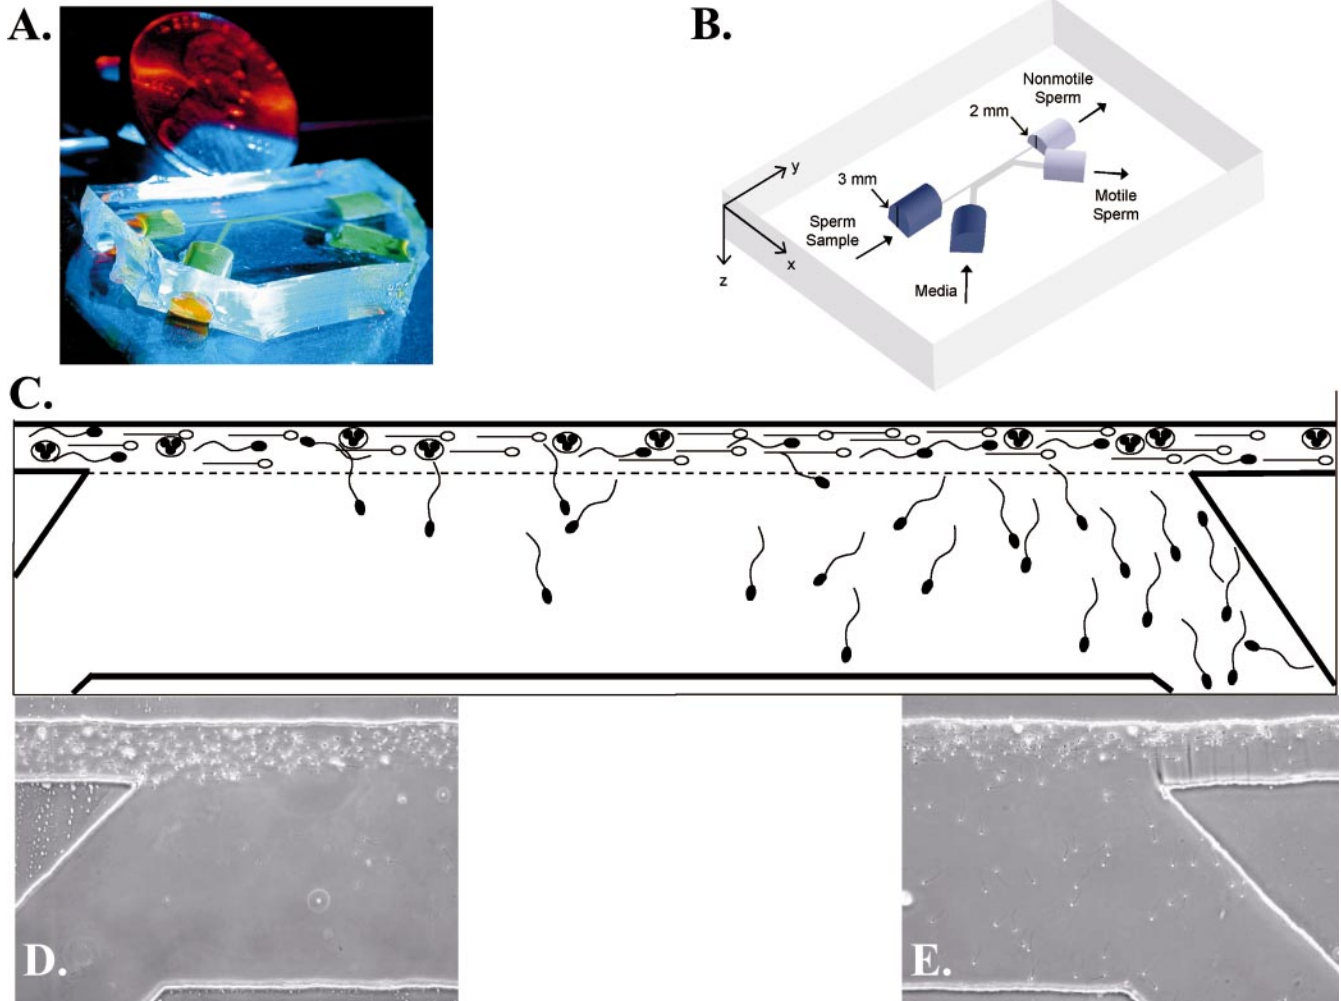 A.
B.
Nonmotile
Sperm
2 mm
y
3 mm
Motile
Sperm
Sperm
Sample
x
z
Media
C.
D.
E.